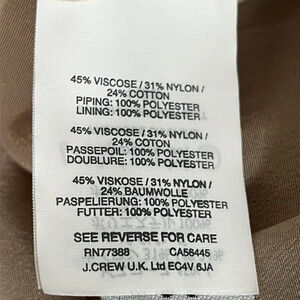 45% VISCOSE / 31% NYLON /
24% COTTON
PIPING: 100% POLYESTER
LINING: 100% POLYESTER
45% VISCOSE / 31% NYLON /
24% COTON
PASSEPOIL: 100% POLYESTER
DOUBLURE: 100% POLYESTER
45% VISKOSE / 31% NYLON /
24% BAUMWOLLE
PASPELIERUNG: 100% POLYESTER
FUTTER: 100% POLYESTER
SEE REVERSE FOR CARE
RN77388 CA56445
J.CREW U.K. Ltd EC4V 6JA